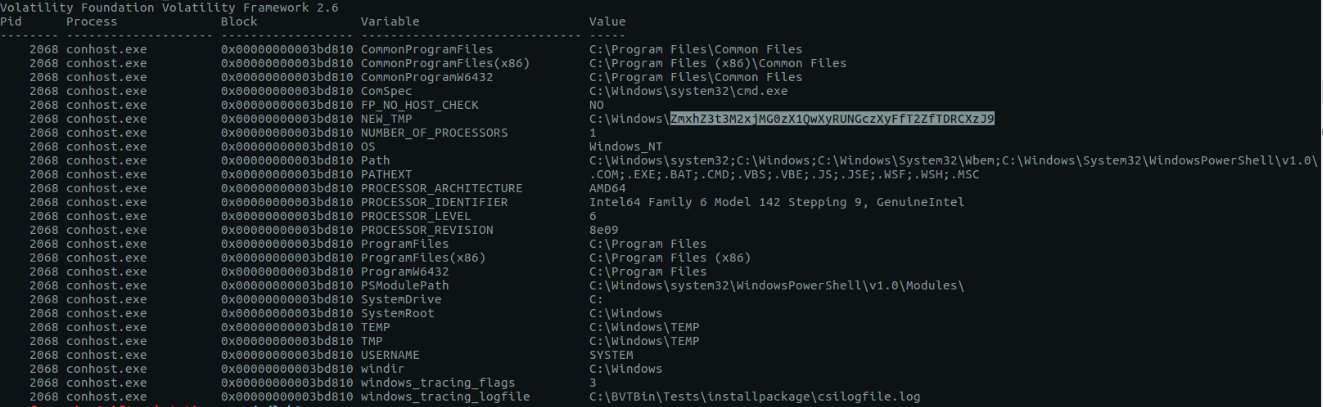 Volatility Foundation Volatility Framework 2.6
Pid      Process              Block              Variable                       Value
-------- -------------------- ------------------ ------------------------------ -----
    2068 conhost.exe          0x00000000003bd810 CommonProgramFiles             C:\Program Files\Common Files
    2068 conhost.exe          0x00000000003bd810 CommonProgramFiles(x86)        C:\Program Files (x86)\Common Files
    2068 conhost.exe          0x00000000003bd810 CommonProgramW6432             C:\Program Files\Common Files
    2068 conhost.exe          0x00000000003bd810 ComSpec                        C:\Windows\system32\cmd.exe
    2068 conhost.exe          0x00000000003bd810 FP_NO_HOST_CHECK               NO
    2068 conhost.exe          0x00000000003bd810 NEW_TMP                        C:\Windows\ZmxhZ3t3M2xjMG0zX1QwXyRUNGczXyFfT2ZfTDRCXzJ9
    2068 conhost.exe          0x00000000003bd810 NUMBER_OF_PROCESSORS           1
    2068 conhost.exe          0x00000000003bd810 OS                             Windows_NT
    2068 conhost.exe          0x00000000003bd810 Path                           C:\Windows\system32;C:\Windows;C:\Windows\System32\Wbem;C:\Windows\System32\WindowsPowerShell\v1.0\
    2068 conhost.exe          0x00000000003bd810 PATHEXT                        .COM;.EXE;.BAT;.CMD;.VBS;.VBE;.JS;.JSE;.WSF;.WSH;.MSC
    2068 conhost.exe          0x00000000003bd810 PROCESSOR_ARCHITECTURE         AMD64
    2068 conhost.exe          0x00000000003bd810 PROCESSOR_IDENTIFIER           Intel64 Family 6 Model 142 Stepping 9, GenuineIntel
    2068 conhost.exe          0x00000000003bd810 PROCESSOR_LEVEL                6
    2068 conhost.exe          0x00000000003bd810 PROCESSOR_REVISION             8e09
    2068 conhost.exe          0x00000000003bd810 ProgramFiles                   C:\Program Files
    2068 conhost.exe          0x00000000003bd810 ProgramFiles(x86)              C:\Program Files (x86)
    2068 conhost.exe          0x00000000003bd810 ProgramW6432                   C:\Program Files
    2068 conhost.exe          0x00000000003bd810 PSModulePath                   C:\Windows\system32\WindowsPowerShell\v1.0\Modules\
    2068 conhost.exe          0x00000000003bd810 SystemDrive                    C:
    2068 conhost.exe          0x00000000003bd810 SystemRoot                     C:\Windows
    2068 conhost.exe          0x00000000003bd810 TEMP                           C:\Windows\TEMP
    2068 conhost.exe          0x00000000003bd810 TMP                            C:\Windows\TEMP
    2068 conhost.exe          0x00000000003bd810 USERNAME                       SYSTEM
    2068 conhost.exe          0x00000000003bd810 windir                         C:\Windows
    2068 conhost.exe          0x00000000003bd810 windows_tracing_flags          3
    2068 conhost.exe          0x00000000003bd810 windows_tracing_logfile        C:\BVTBin\Tests\installpackage\csilogfile.log